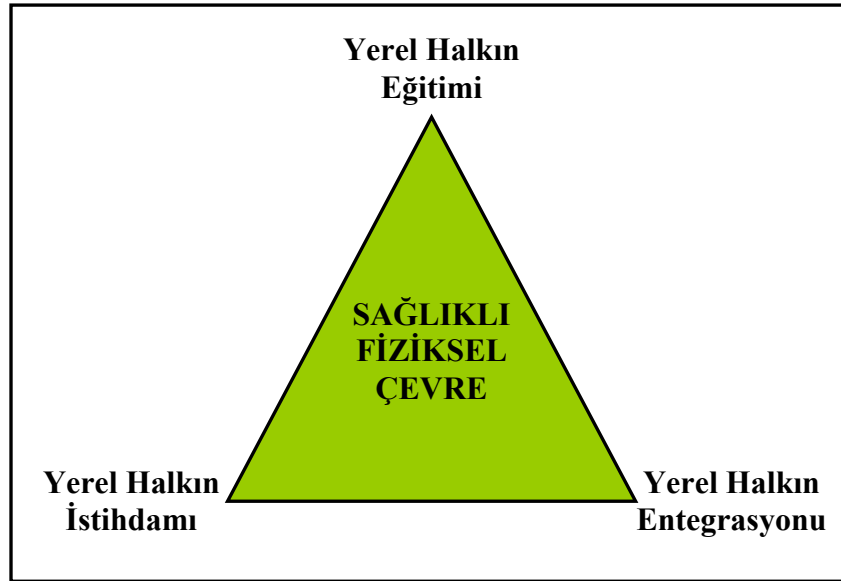 Yerel Halkın
Eğitimi
SAĞLIKLI
FİZİKSEL
ÇEVRE
Yerel Halkın
İstihdamı
Yerel Halkın
Entegrasyonu